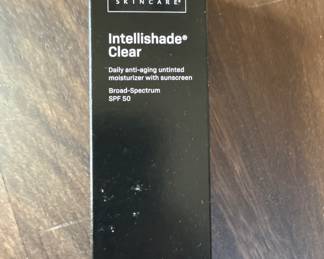 SKINCARE®
Intellishade®
Clear
Daily anti-aging untinted
moisturizer with sunscreen
Broad-Spectrum
SPF 50